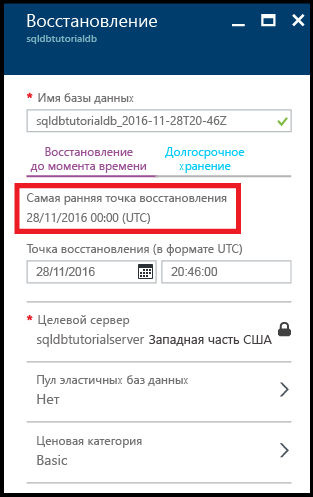 Восстановление
sqldbtutorialdb
* Имя базы данных
sqldbtutorialdb_2016-11-28T20-46Z
Восстановление
до момента времени
Долгосрочное
хранение
Самая ранняя точка восстановления
28/11/2016 00:00 (UTC)
Точка восстановления (в формате UTC)
28/11/2016
20:46:00
* Целевой сервер
sqldbtutorialserver Западная часть США
Пул эластичных баз данных
Нет
Ценовая категория
Basic